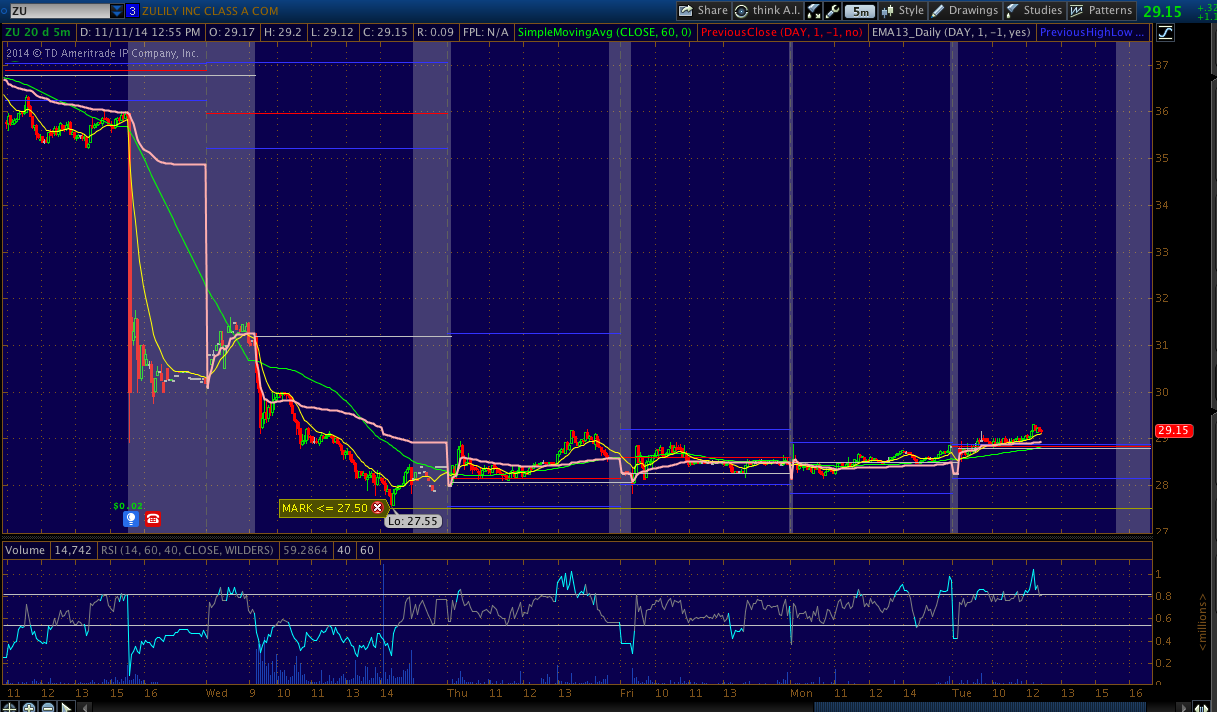 ZU 3 ZULILY INC CLASS A COM Share think A.I. 5m Style Drawings Studies Patterns 29.15
ZU 20 d 5m D: 11/11/14 12:55 PM O: 29.17 H: 29.2 L: 29.12 C: 29.15 R: 0.09 FPL: N/A SimpleMovingAvg (CLOSE, 60, 0) PreviousClose (DAY, 1, -1, no) EMA13_Daily (DAY, 1, -1, yes) PreviousHighLow ...
2014 © TD Ameritrade IP Company, Inc.
37
36
35
34
33
32
31
30
29.15
28
27
$0.02
MARK <= 27.50
Lo: 27.55
Volume 14,742 RSI (14, 60, 40, CLOSE, WILDERS) 59.2864 40 60
1
0.8
0.6
0.4
0.2
0
<millions>
11 12 13 15 16 Wed 9 10 11 13 14 Thu 11 12 13 Fri 10 11 13 Mon 11 12 14 Tue 10 12 13 15 16